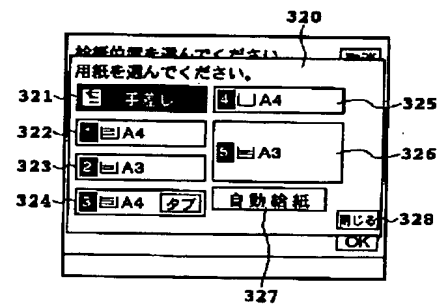 320
給紙位置を選んでください
用紙を選んでください。
321 手差し 4 A4 325
322 1 A4
323 2 A3 5 A3 326
324 3 A4 タブ 自動給紙
閉じる 328
OK
327